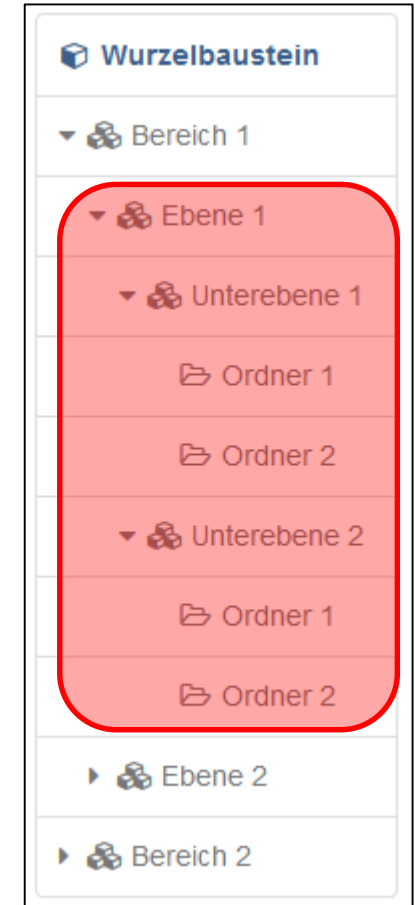 Wurzelbaustein
Bereich 1
Ebene 1
Unterebene 1
Ordner 1
Ordner 2
Unterebene 2
Ordner 1
Ordner 2
Ebene 2
Bereich 2